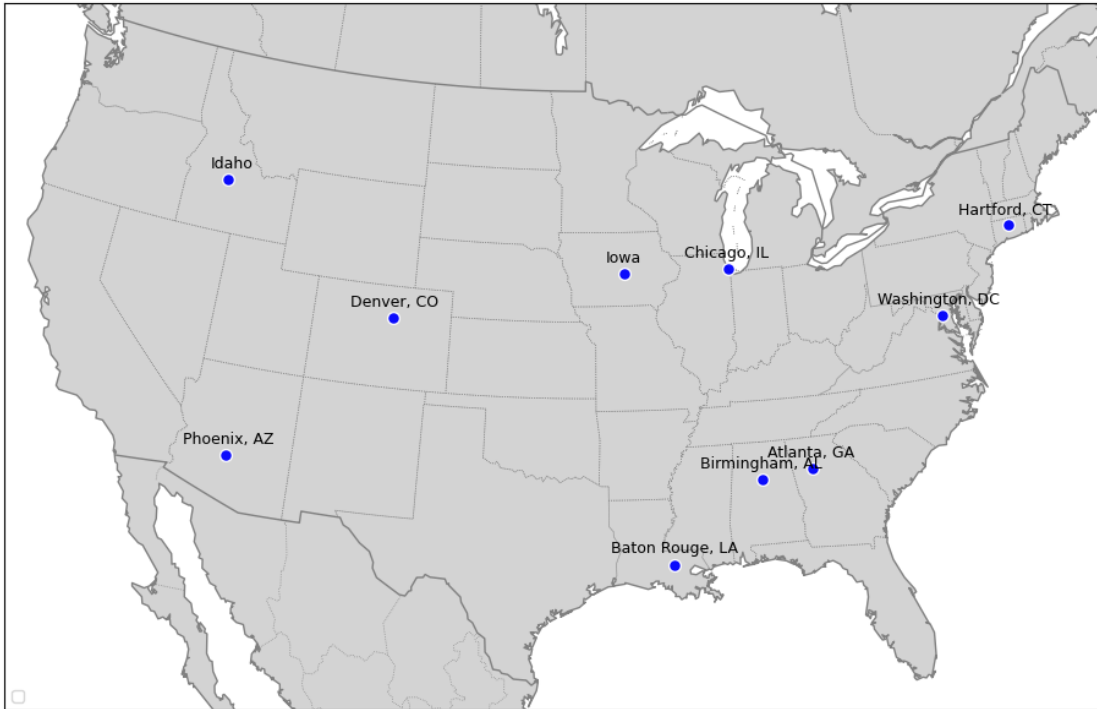 Idaho
Hartford, CT
Chicago, IL
Iowa
Denver, CO
Washington, DC
Phoenix, AZ
Atlanta, GA
Birmingham, AL
Baton Rouge, LA